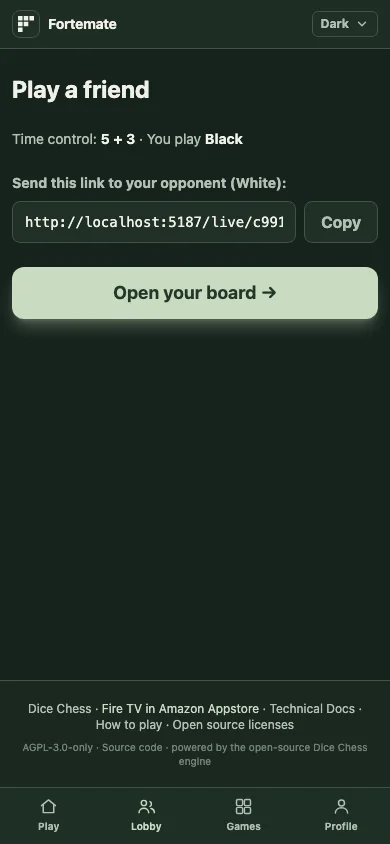 Fortemate
Dark
Play a friend
Time control: 5 + 3 · You play Black
Send this link to your opponent (White):
http://localhost:5187/live/c991
Copy
Open your board →
Dice Chess · Fire TV in Amazon Appstore · Technical Docs ·
How to play · Open source licenses
AGPL-3.0-only · Source code · powered by the open-source Dice Chess
engine
Play
Lobby
Games
Profile